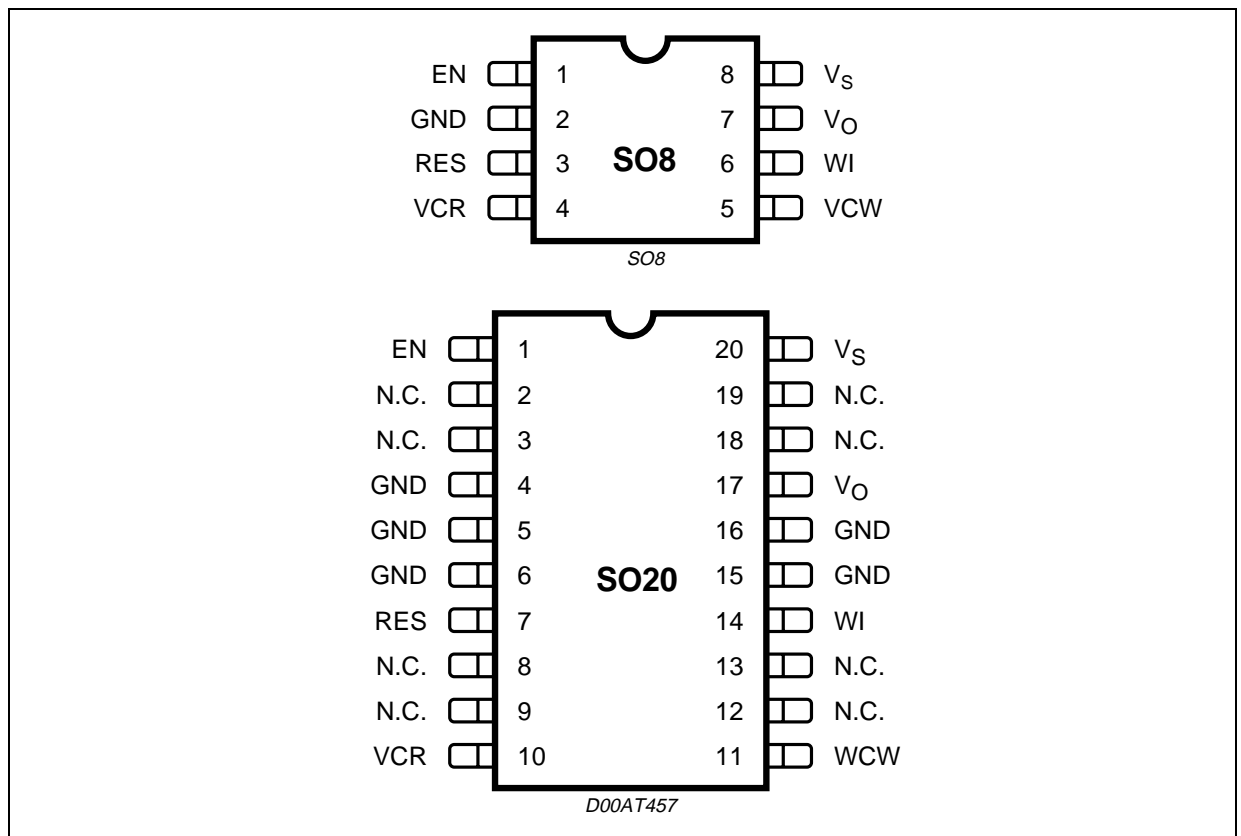 EN 1 8 VS
GND 2 7 VO
RES 3 SO8 6 WI
VCR 4 5 VCW
SO8
EN 1 20 VS
N.C. 2 19 N.C.
N.C. 3 18 N.C.
GND 4 17 VO
GND 5 16 GND
GND 6 SO20 15 GND
RES 7 14 WI
N.C. 8 13 N.C.
N.C. 9 12 N.C.
VCR 10 11 WCW
D00AT457